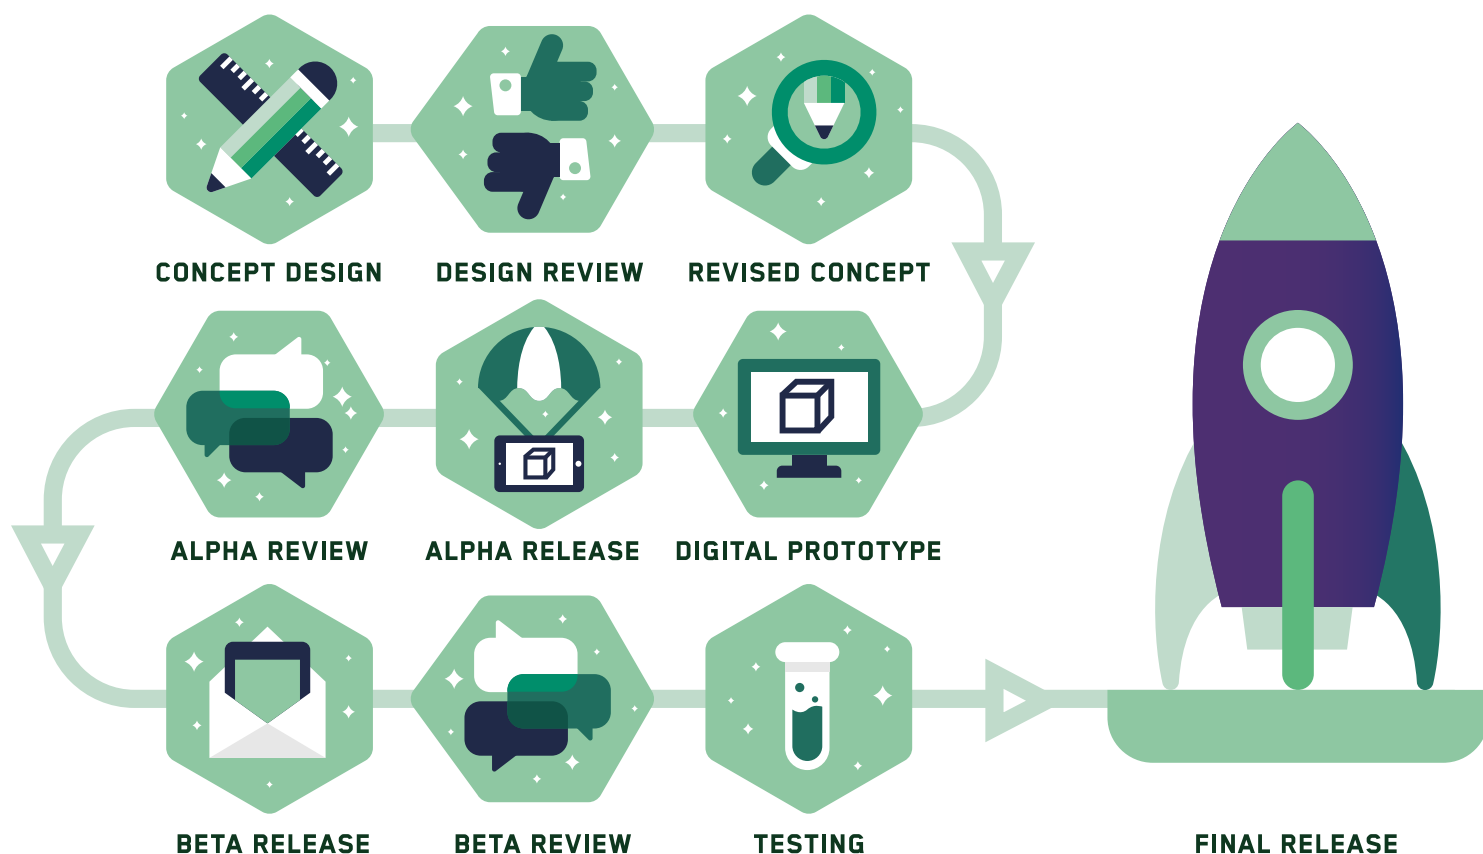 CONCEPT DESIGN
DESIGN REVIEW
REVISED CONCEPT
ALPHA REVIEW
ALPHA RELEASE
DIGITAL PROTOTYPE
BETA RELEASE
BETA REVIEW
TESTING
FINAL RELEASE